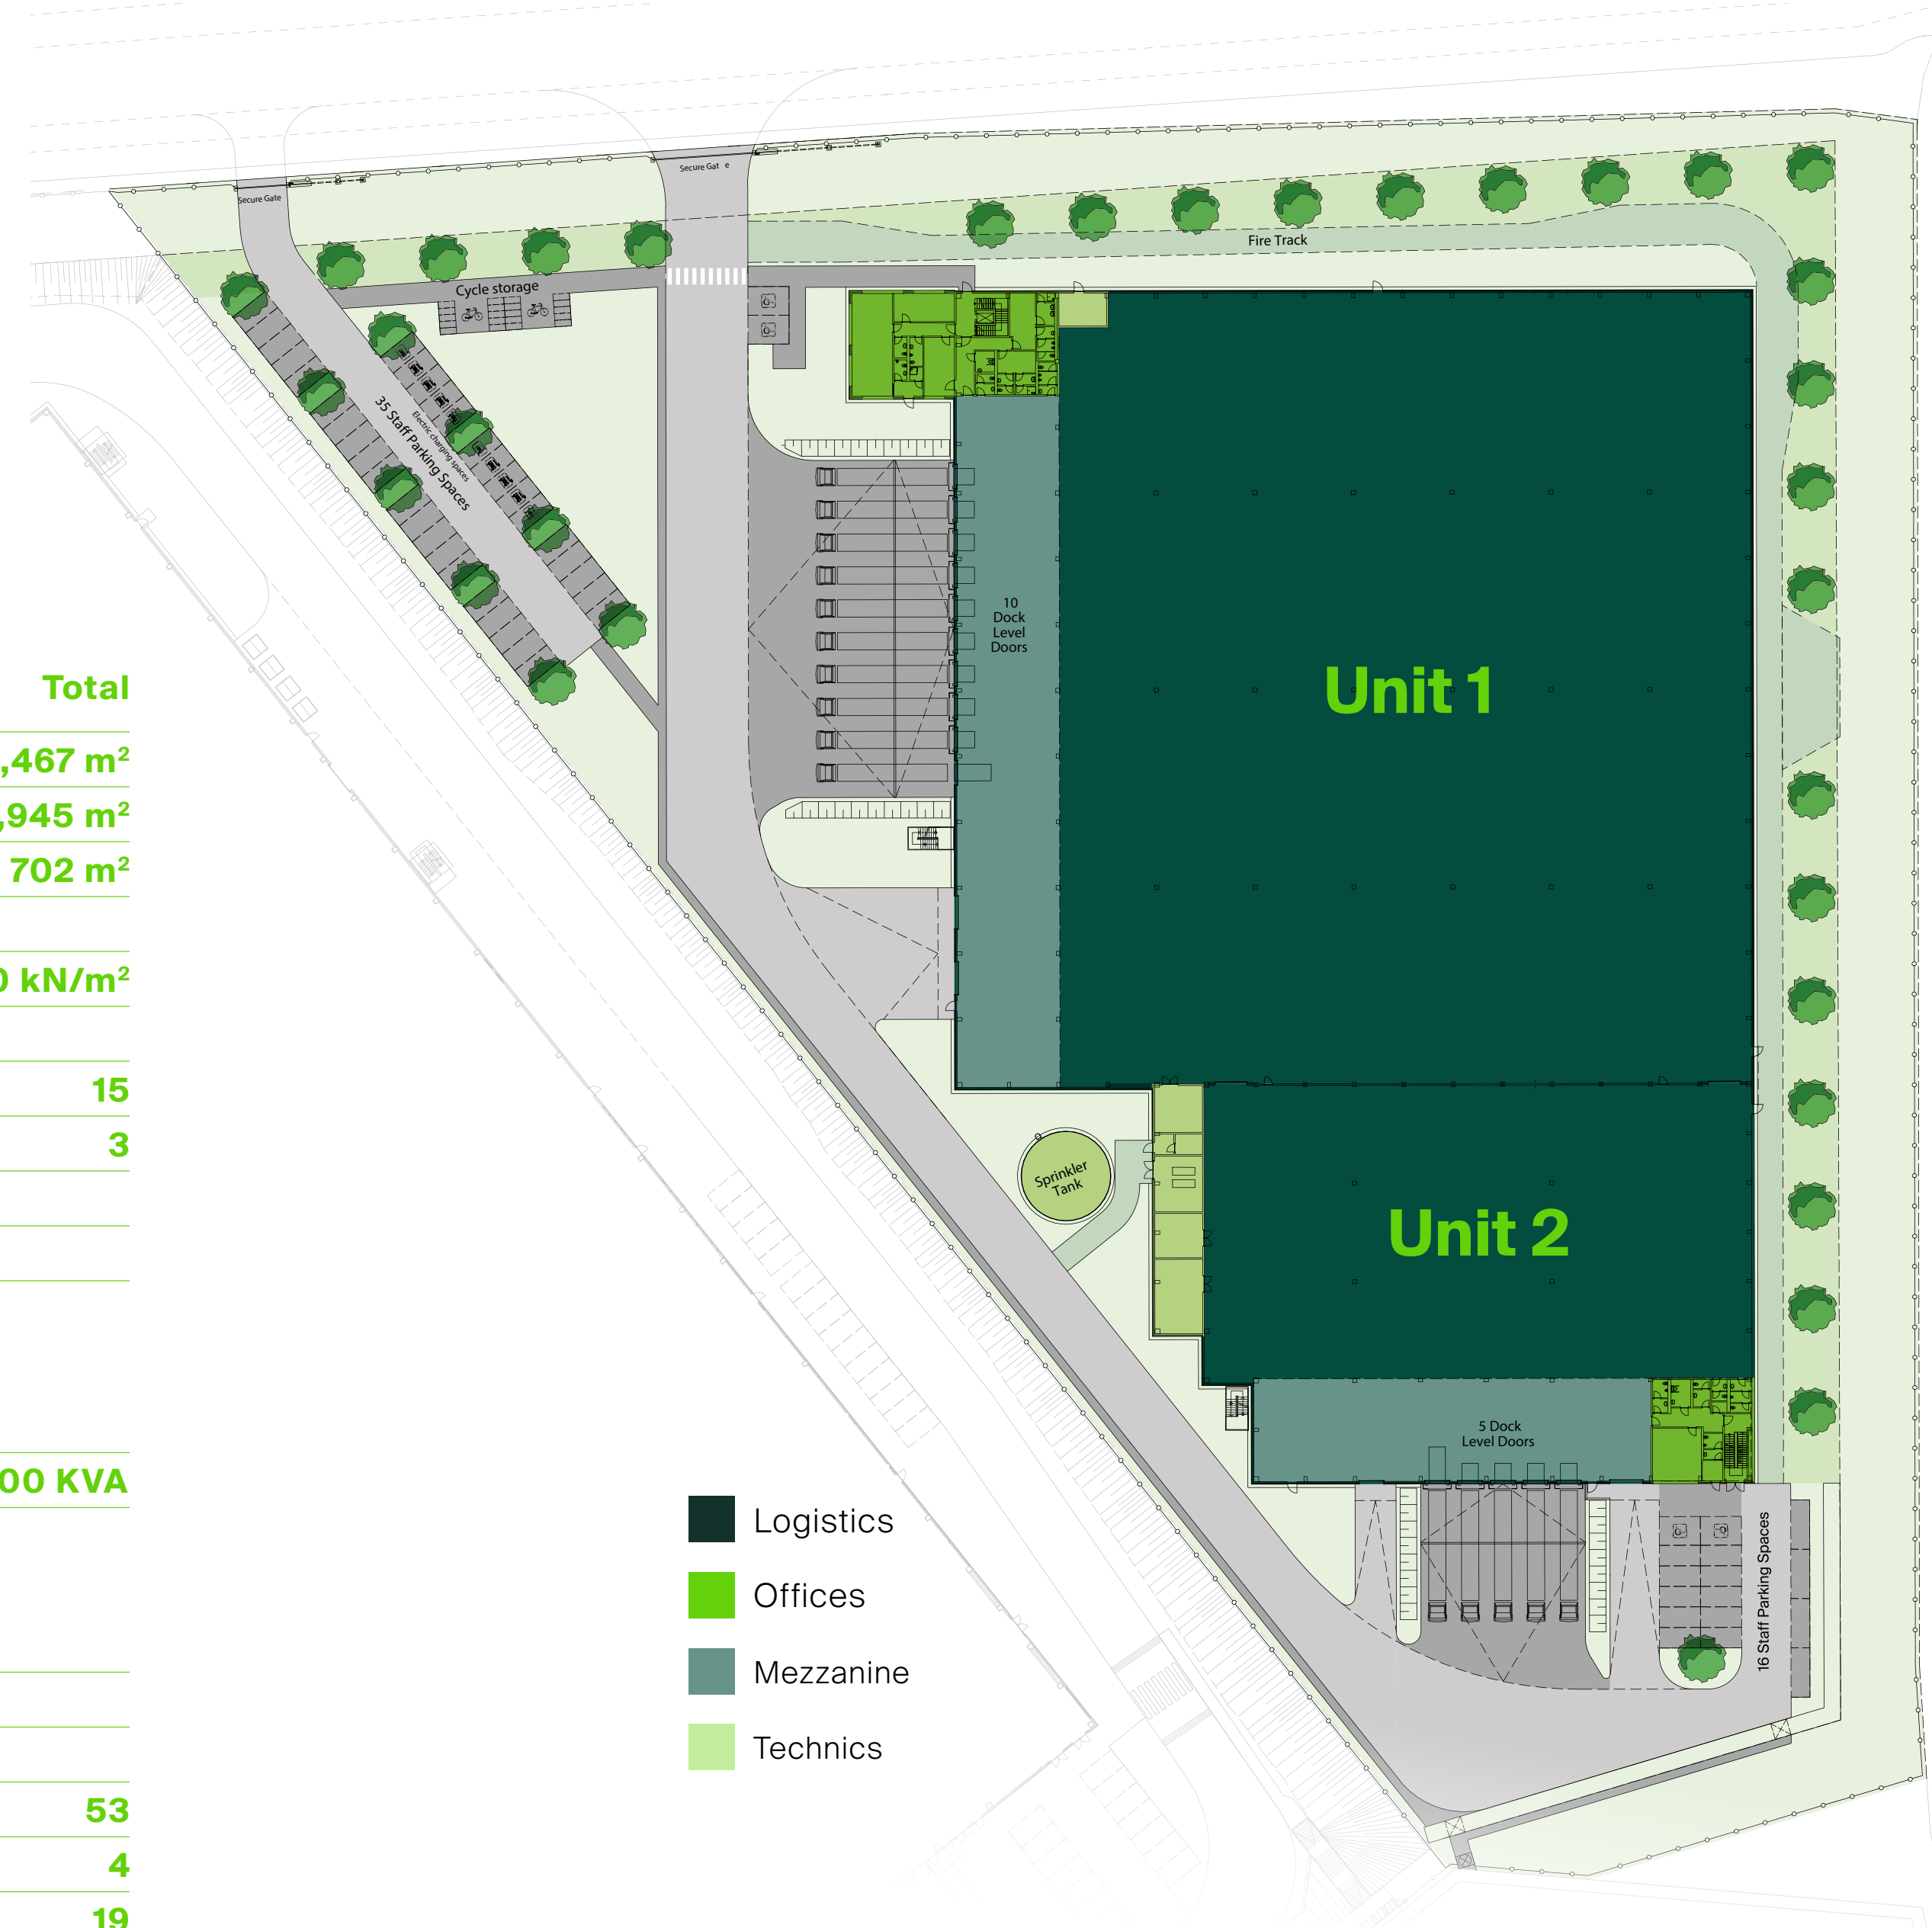 Secure Gate
Secure Gat e
Fire Track
Cycle storage
35 Staff Parking Spaces
Electric charging spaces
10
Dock
Level
Doors
Unit 1
Total
,467 m²
,945 m²
702 m²
0 kN/m²
15
3
00 KVA
53
4
19
Sprinkler
Tank
Unit 2
5 Dock
Level Doors
16 Staff Parking Spaces
Logistics
Offices
Mezzanine
Technics